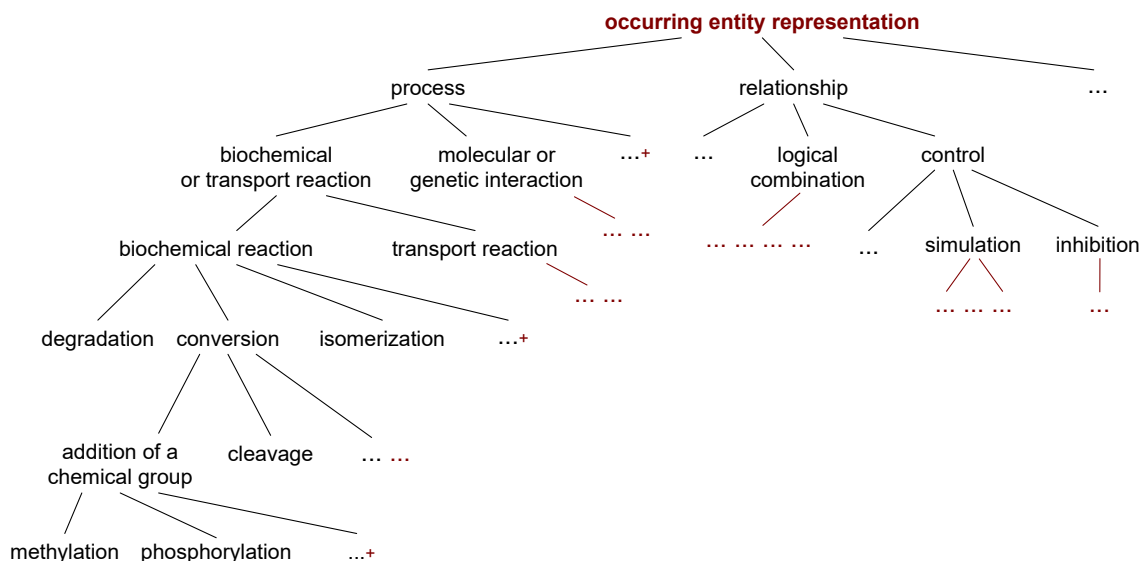 occurring entity representation
process
relationship
...
biochemical
or transport reaction
molecular or
genetic interaction
...+
...
logical
combination
control
... ...
biochemical reaction
transport reaction
... ... ... ...
...
simulation
inhibition
... ...
... ... ...
...
degradation
conversion
isomerization
...+
addition of a
chemical group
cleavage
... ...
methylation
phosphorylation
...+